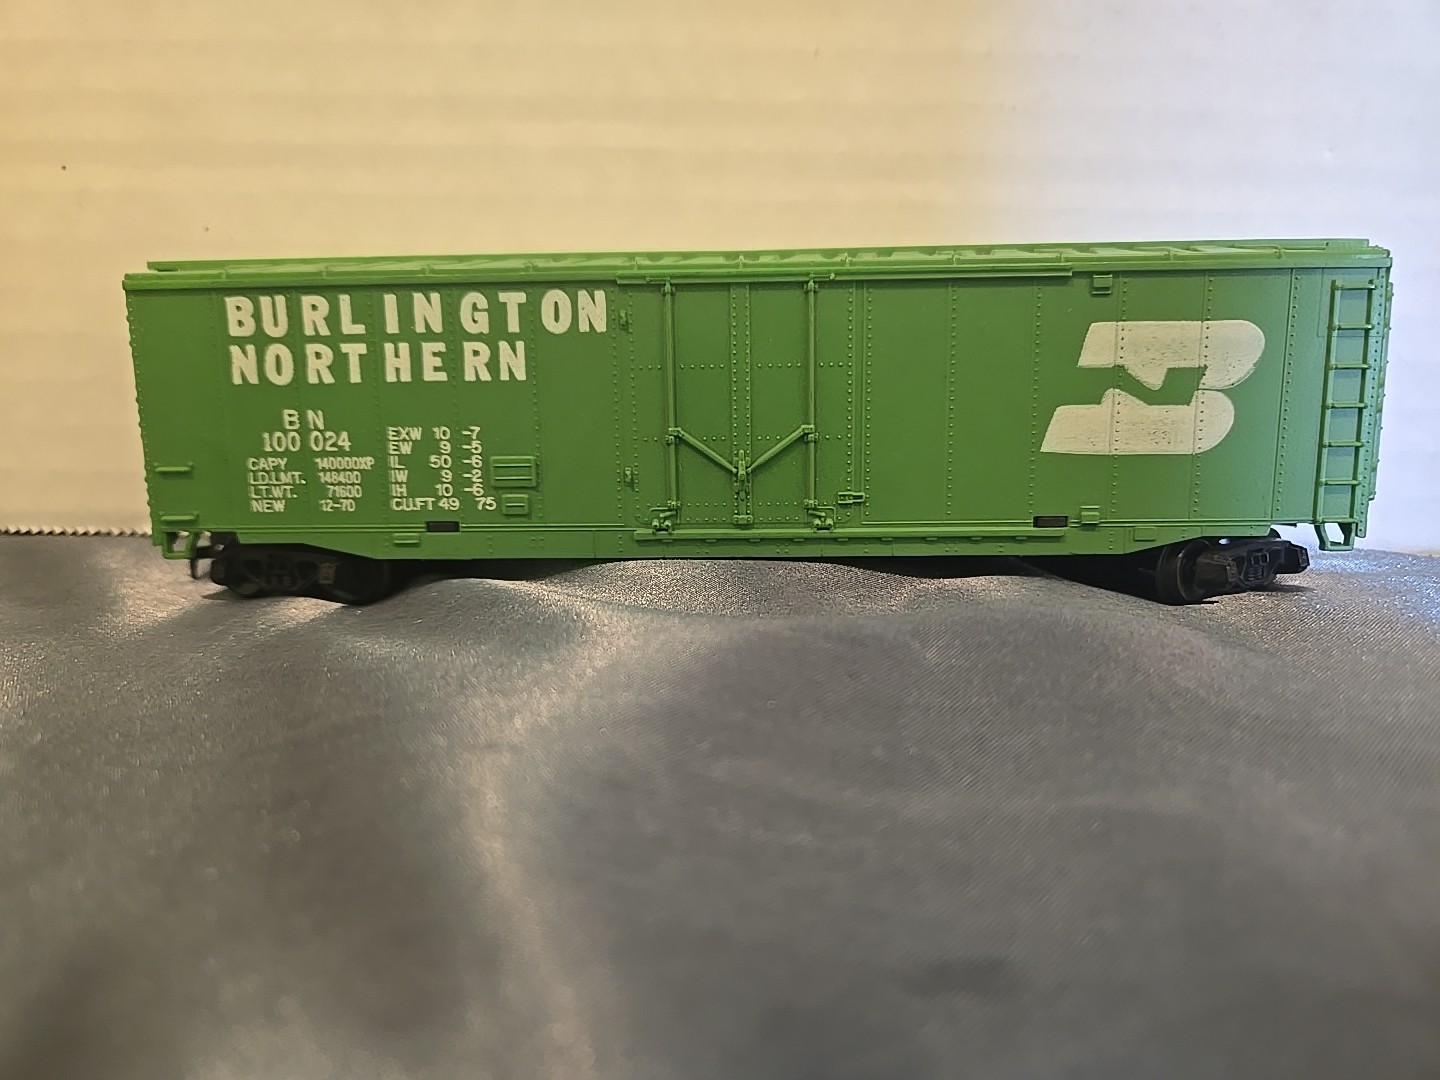 BURLINGTON
NORTHERN
BN
100 024
CAPY 140000XP
LD.LMT. 148400
LT.WT. 71600
NEW 12-70
EXW 10 -7
EW 9 -5
IL 50 -6
IW 9 -2
IH 10 -6
CU.FT 49 75